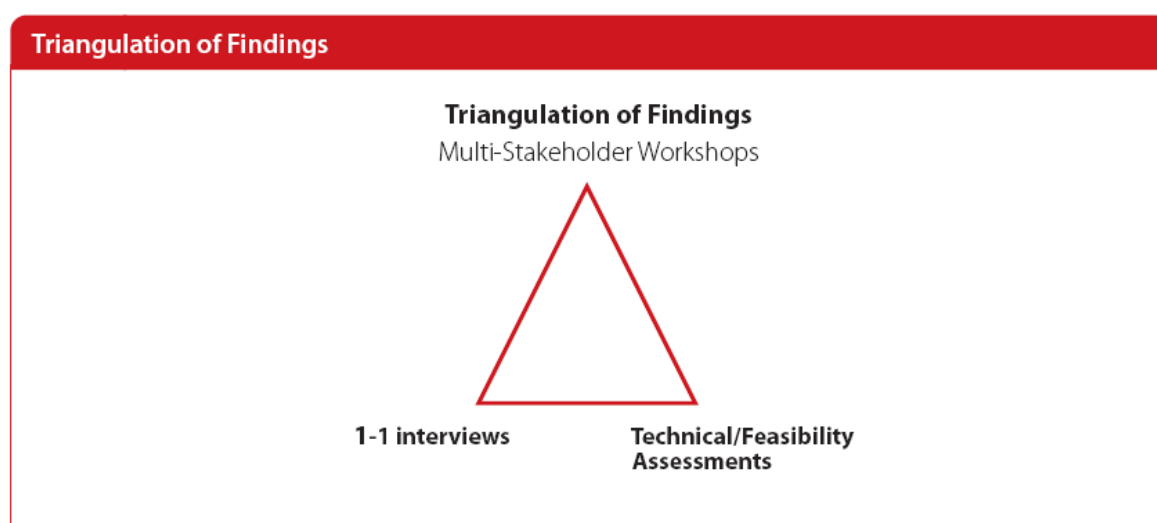 Triangulation of Findings
Triangulation of Findings
Multi-Stakeholder Workshops
1-1 interviews
Technical/Feasibility
Assessments